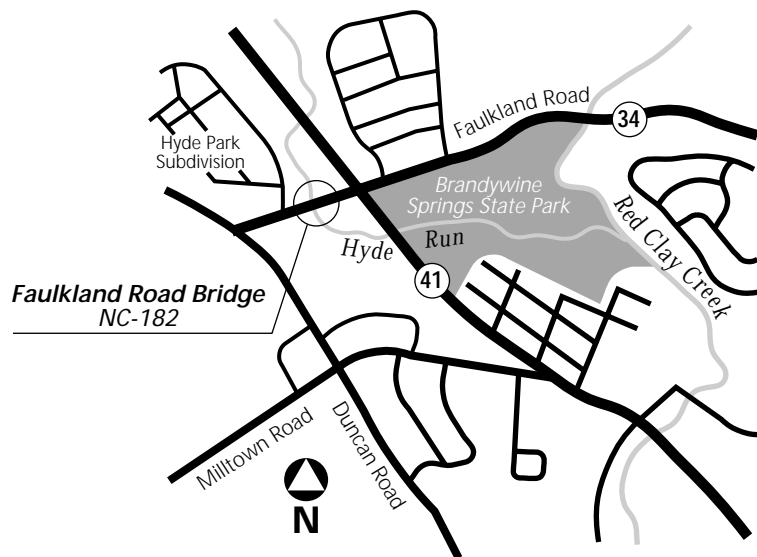 Faulkland Road
34
Hyde Park
Subdivision
Brandywine
Springs State Park
Hyde Run
Red Clay Creek
41
Faulkland Road Bridge
NC-182
Milltown Road
Duncan Road
N